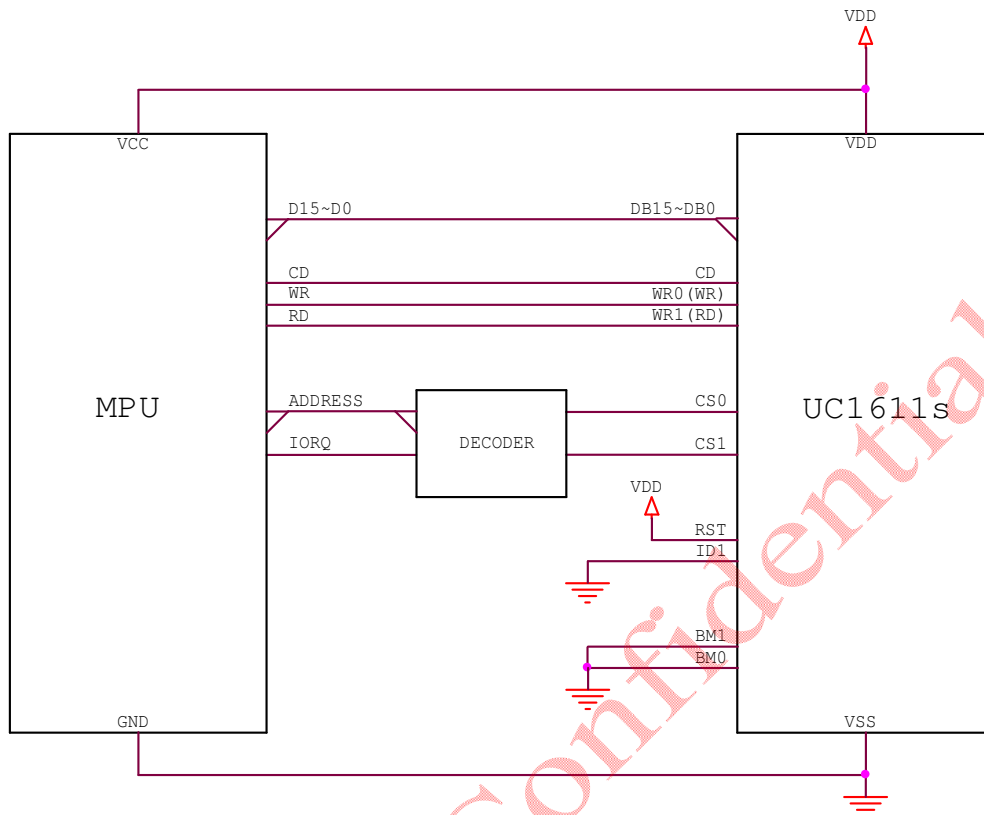 VDD
VCC
VDD
D15~D0
DB15~DB0
CD
CD
WR
WR0(WR)
RD
WR1(RD)
MPU
ADDRESS
DECODER
CS0
UC1611s
IORQ
CS1
VDD
RST
ID1
BM1
BM0
GND
VSS
Confidential